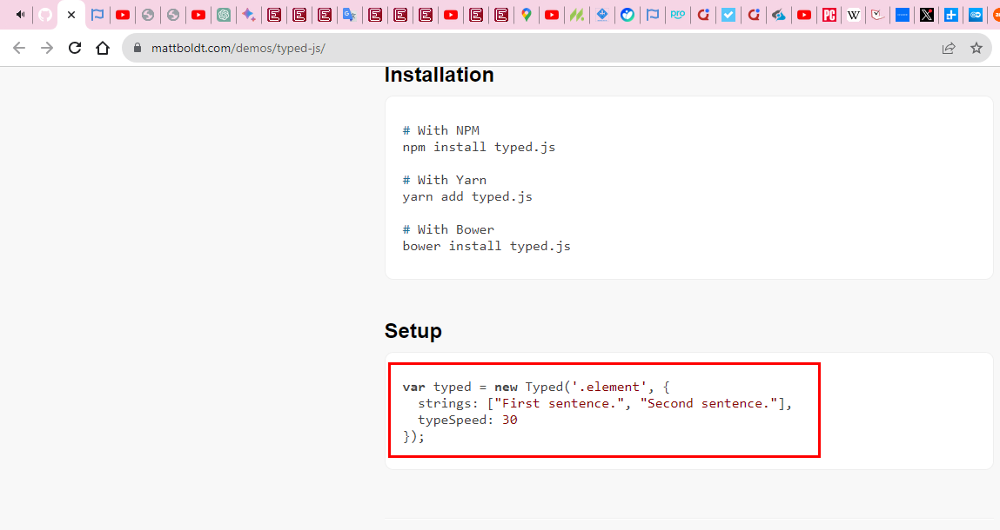 mattboldt.com/demos/typed-js/
Installation
# With NPM
npm install typed.js
# With Yarn
yarn add typed.js
# With Bower
bower install typed.js
Setup
var typed = new Typed('.element', {
strings: ["First sentence.", "Second sentence."],
typeSpeed: 30
});